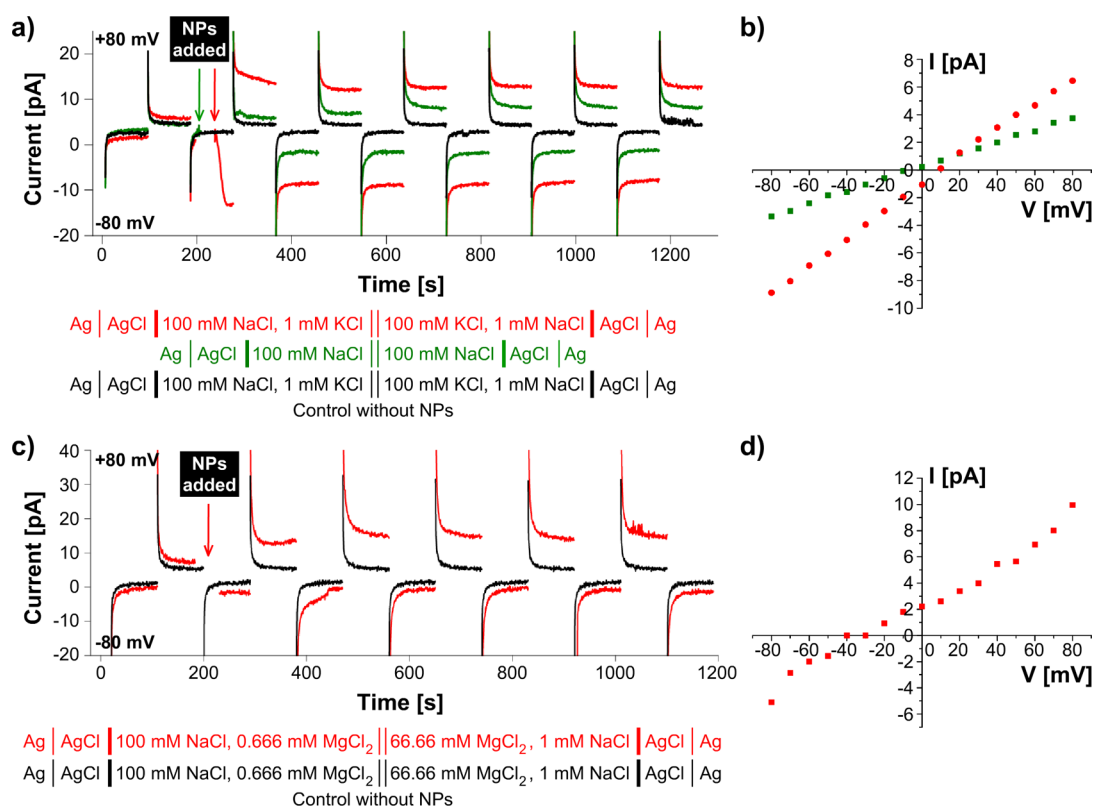 a)
NPs
added
+80 mV
20
10
0
-10
-20
-80 mV
Current [pA]
0 200 400 600 800 1000 1200
Time [s]
Ag | AgCl | 100 mM NaCl, 1 mM KCl || 100 mM KCl, 1 mM NaCl | AgCl | Ag
Ag | AgCl | 100 mM NaCl || 100 mM NaCl | AgCl | Ag
Ag | AgCl | 100 mM NaCl, 1 mM KCl || 100 mM KCl, 1 mM NaCl | AgCl | Ag
Control without NPs
b)
I [pA]
8
6
4
2
0
-80 -60 -40 -20 0 20 40 60 80
V [mV]
-2
-4
-6
-8
-10
c)
+80 mV
NPs
added
40
30
20
10
0
-10
-20
-80 mV
Current [pA]
0 200 400 600 800 1000 1200
Time [s]
Ag | AgCl | 100 mM NaCl, 0.666 mM MgCl₂ || 66.66 mM MgCl₂, 1 mM NaCl | AgCl | Ag
Ag | AgCl | 100 mM NaCl, 0.666 mM MgCl₂ || 66.66 mM MgCl₂, 1 mM NaCl | AgCl | Ag
Control without NPs
d)
I [pA]
12
10
8
6
4
2
0
-80 -60 -40 -20 0 20 40 60 80
V [mV]
-2
-4
-6